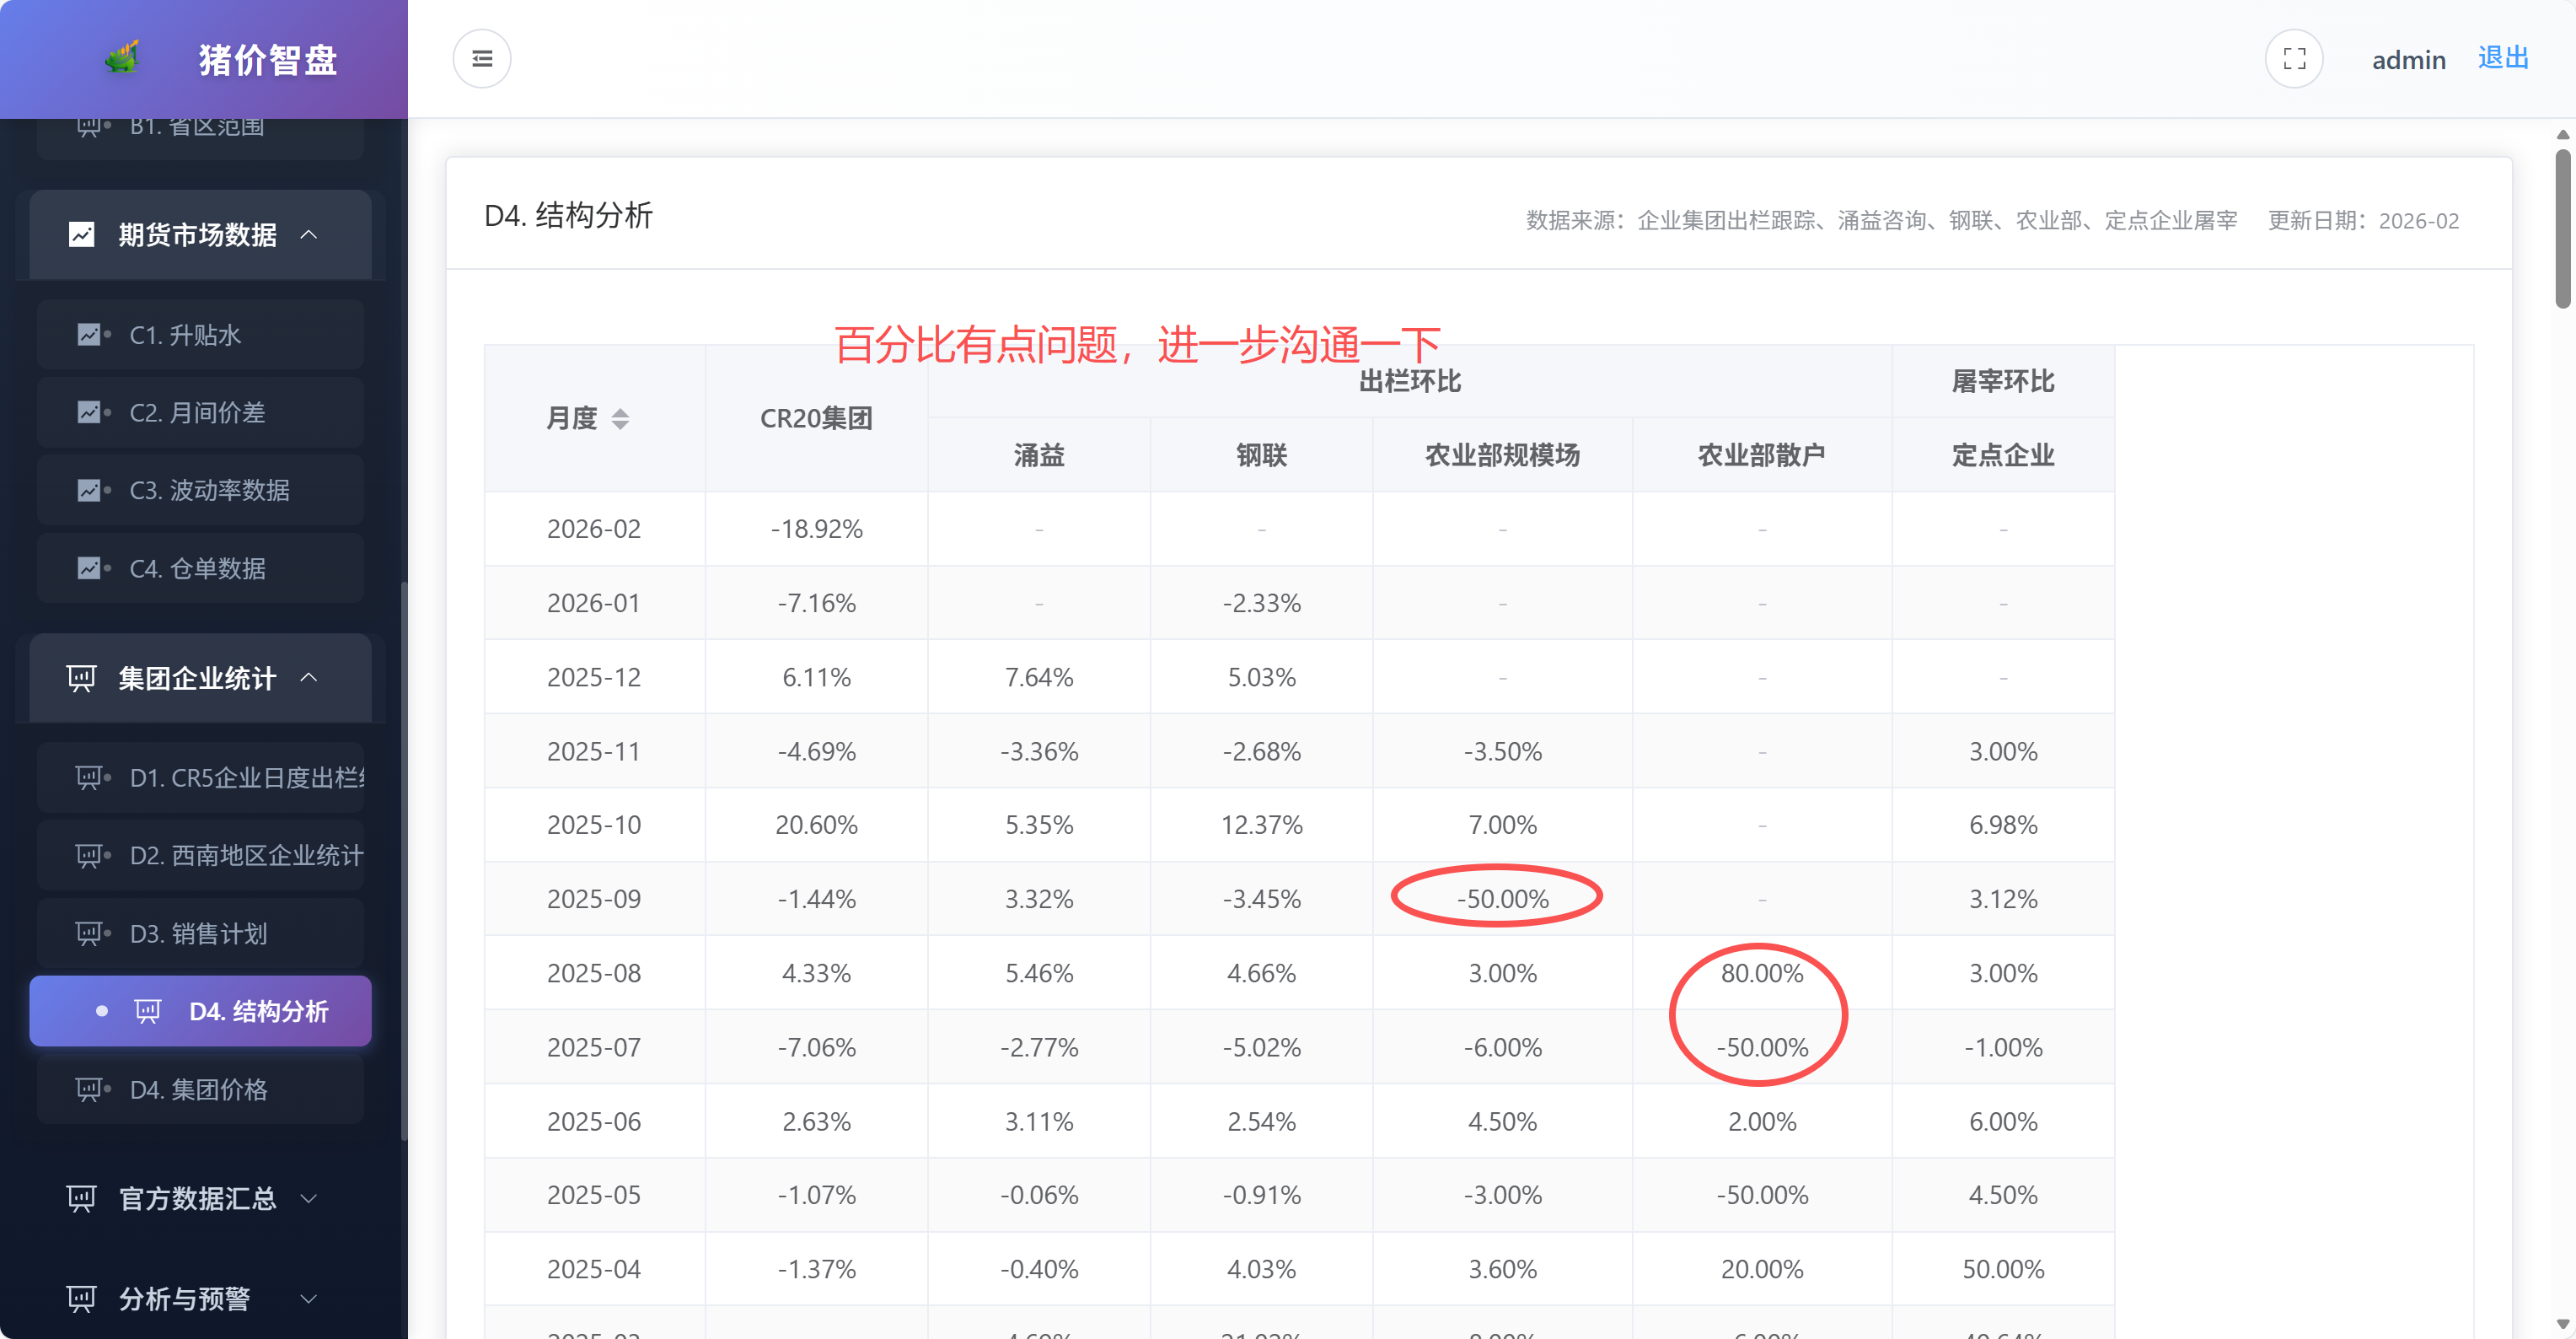 猪价智盘
admin
退出
B1. 省区范围
期货市场数据
C1. 升贴水
C2. 月间价差
C3. 波动率数据
C4. 仓单数据
集团企业统计
D1. CR5企业日度出栏
D2. 西南地区企业统计
D3. 销售计划
D4. 结构分析
D4. 集团价格
官方数据汇总
分析与预警
D4. 结构分析
数据来源：企业集团出栏跟踪、涌益咨询、钢联、农业部、定点企业屠宰 更新日期：2026-02
百分比有点问题，进一步沟通一下
月度 CR20集团 出栏环比 屠宰环比
涌益 钢联 农业部规模场 农业部散户 定点企业
2026-02 -18.92% - - - - -
2026-01 -7.16% - -2.33% - - -
2025-12 6.11% 7.64% 5.03% - - -
2025-11 -4.69% -3.36% -2.68% -3.50% - 3.00%
2025-10 20.60% 5.35% 12.37% 7.00% - 6.98%
2025-09 -1.44% 3.32% -3.45% -50.00% - 3.12%
2025-08 4.33% 5.46% 4.66% 3.00% 80.00% 3.00%
2025-07 -7.06% -2.77% -5.02% -6.00% -50.00% -1.00%
2025-06 2.63% 3.11% 2.54% 4.50% 2.00% 6.00%
2025-05 -1.07% -0.06% -0.91% -3.00% -50.00% 4.50%
2025-04 -1.37% -0.40% 4.03% 3.60% 20.00% 50.00%